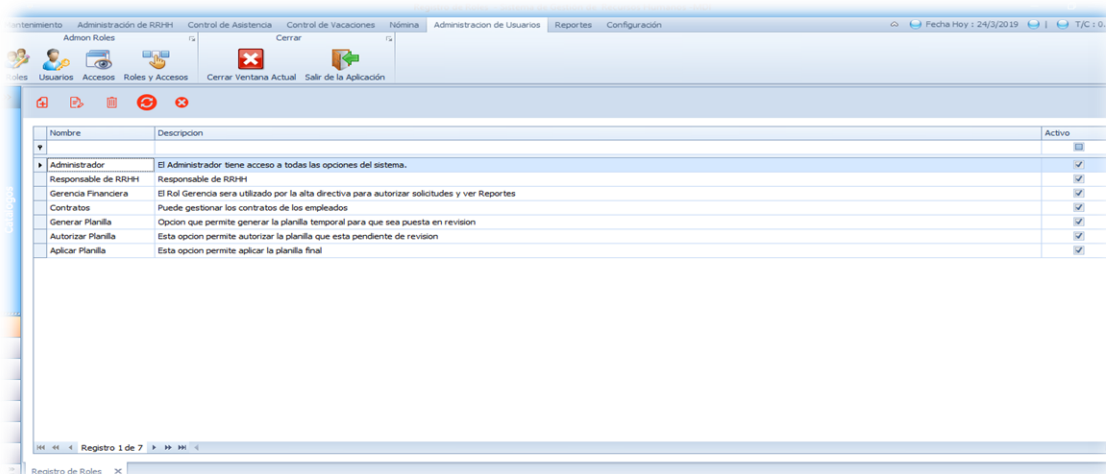 Administración de RRHH Control de Asistencia Control de Vacaciones Nómina Administracion de Usuarios Reportes Configuración Fecha Hoy : 24/3/2019 | T/C : 0.
Admon Roles Cerrar
Roles Usuarios Accesos Roles y Accesos Cerrar Ventana Actual Salir de la Aplicación
Nombre Descripcion Activo
Administrador El Administrador tiene acceso a todas las opciones del sistema.
Responsable de RRHH Responsable de RRHH
Gerencia Financiera El Rol Gerencia sera utilizado por la alta directiva para autorizar solicitudes y ver Reportes
Contratos Puede gestionar los contratos de los empleados
Generar Planilla Opcion que permite generar la planilla temporal para que sea puesta en revision
Autorizar Planilla Esta opcion permite autorizar la planilla que esta pendiente de revision
Aplicar Planilla Esta opcion permite aplicar la planilla final
Registro 1 de 7
Registro de Roles